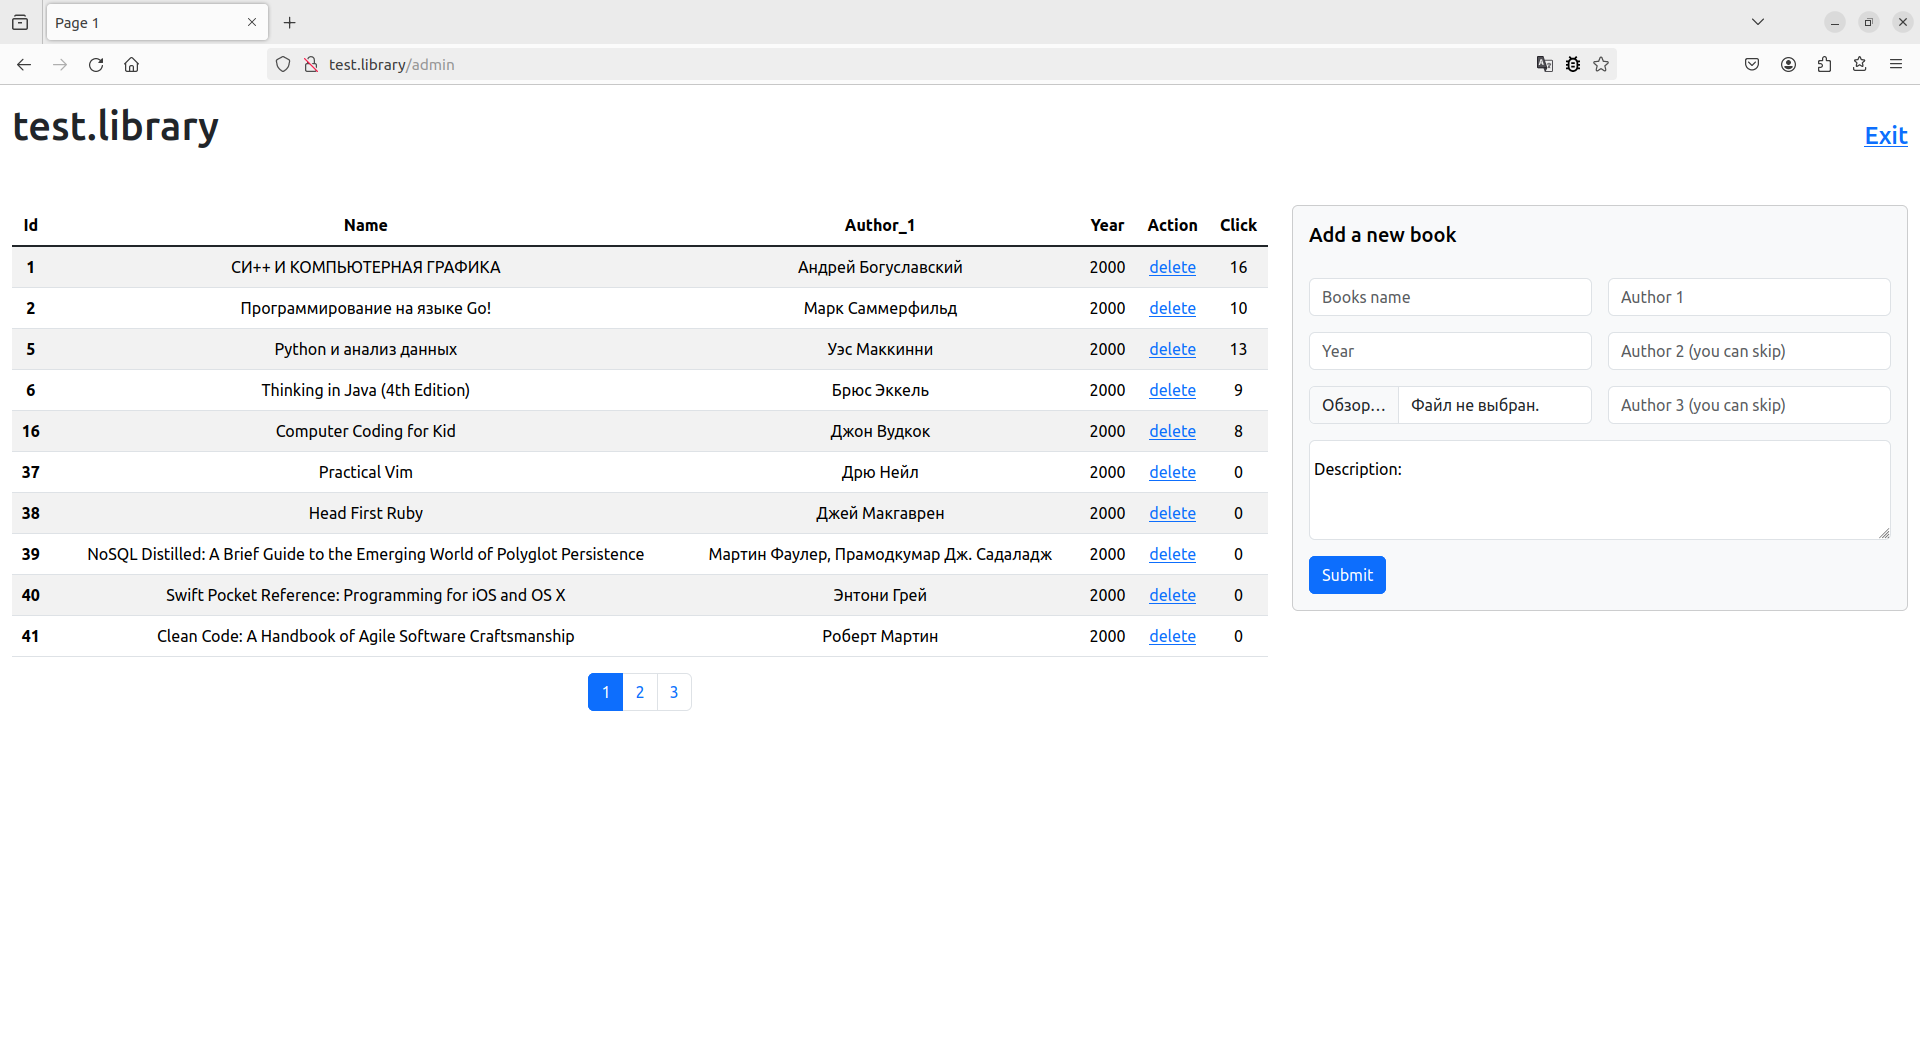 Page 1
test.library/admin
test.library
Exit
Id Name Author_1 Year Action Click
1 СИ++ И КОМПЬЮТЕРНАЯ ГРАФИКА Андрей Богуславский 2000 delete 16
2 Программирование на языке Go! Марк Саммерфильд 2000 delete 10
5 Python и анализ данных Уэс Маккинни 2000 delete 13
6 Thinking in Java (4th Edition) Брюс Эккель 2000 delete 9
16 Computer Coding for Kid Джон Вудкок 2000 delete 8
37 Practical Vim Дрю Нейл 2000 delete 0
38 Head First Ruby Джей Макгаврен 2000 delete 0
39 NoSQL Distilled: A Brief Guide to the Emerging World of Polyglot Persistence Мартин Фаулер, Прамодкумар Дж. Садаладж 2000 delete 0
40 Swift Pocket Reference: Programming for iOS and OS X Энтони Грей 2000 delete 0
41 Clean Code: A Handbook of Agile Software Craftsmanship Роберт Мартин 2000 delete 0
1 2 3
Add a new book
Books name Author 1
Year Author 2 (you can skip)
Обзор... Файл не выбран. Author 3 (you can skip)
Description:
Submit